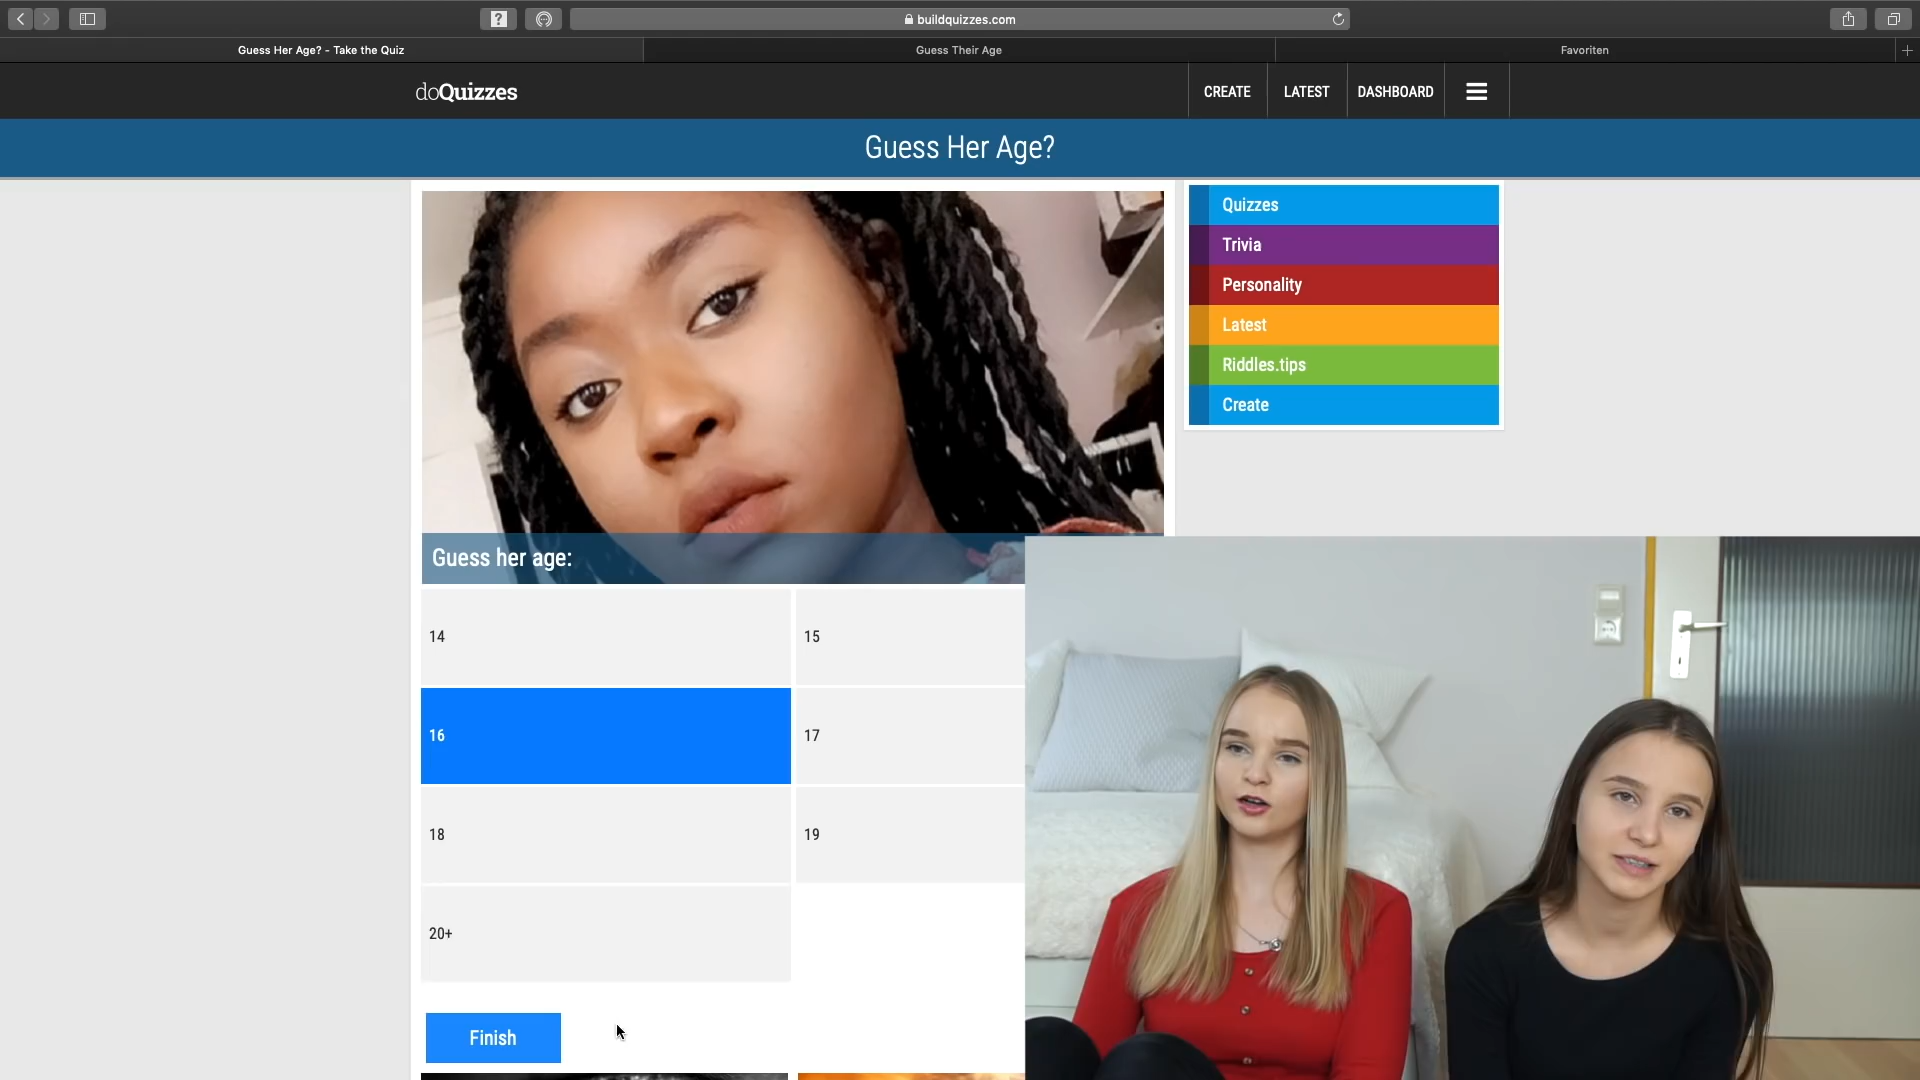 buildquizzes.com
Guess Her Age? - Take the Quiz
Guess Their Age
Favoriten
doQuizzes
CREATE
LATEST
DASHBOARD
Guess Her Age?
Quizzes
Trivia
Personality
Latest
Riddles.tips
Create
Guess her age:
14
15
16
17
18
19
20+
Finish